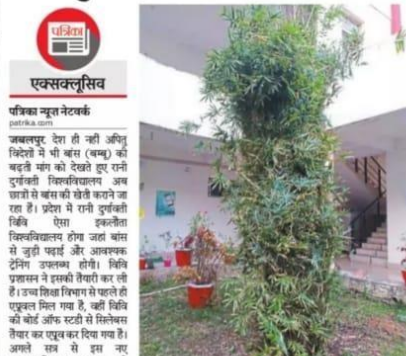 पत्रिका
एक्सक्लूसिव
पत्रिका न्यूज नेटवर्क
patrika.com
जबलपुर. देश ही नहीं अपितु
विदेशों में भी बांस (बम्बू) की
बढ़ती मांग को देखते हुए रानी
दुर्गावती विश्वविद्यालय अब
छात्रों से बांस की खेती कराने जा
रहा है। प्रदेश में रानी दुर्गावती
विवि ऐसा इकलौता
विश्वविद्यालय होगा जहां बांस
से जुड़ी पढ़ाई और आवश्यक
ट्रेनिंग उपलब्ध होगी। विवि
प्रशासन ने इसकी तैयारी कर ली
है। उच्च शिक्षा विभाग से पहले ही
एप्रूवल मिल गया है, वहीं विवि
की बोर्ड ऑफ स्टडी से सिलेबस
तैयार कर एप्रूव कर दिया गया है।
अगले सत्र से इस नए